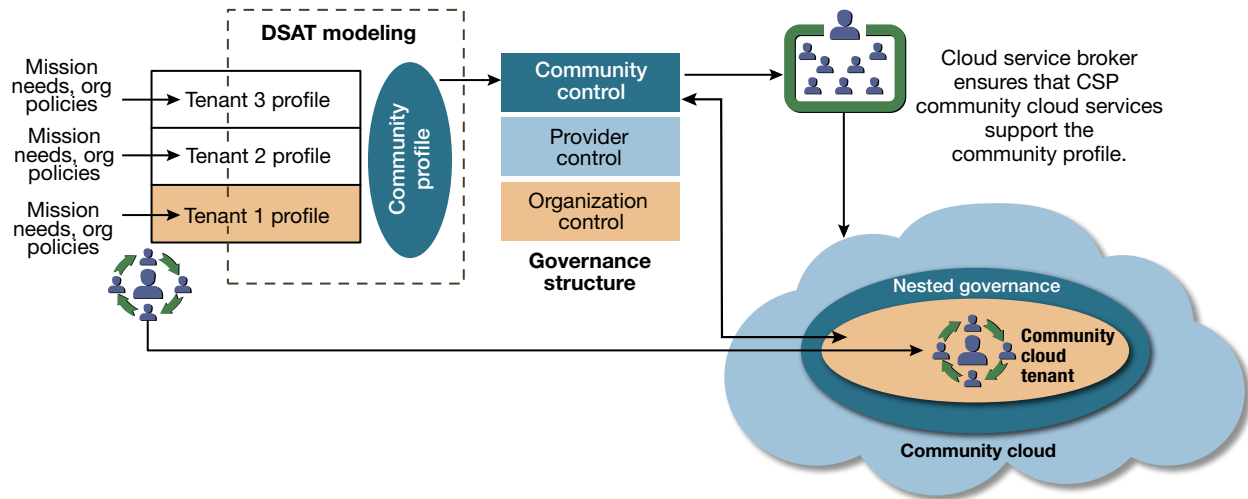 DSAT modeling
Mission
needs, org
policies
Tenant 3 profile
Mission
needs, org
policies
Tenant 2 profile
Mission
needs, org
policies
Tenant 1 profile
Community
profile
Community
control
Provider
control
Organization
control
Governance
structure
Cloud service broker
ensures that CSP
community cloud services
support the
community profile.
Nested governance
Community
cloud
tenant
Community cloud